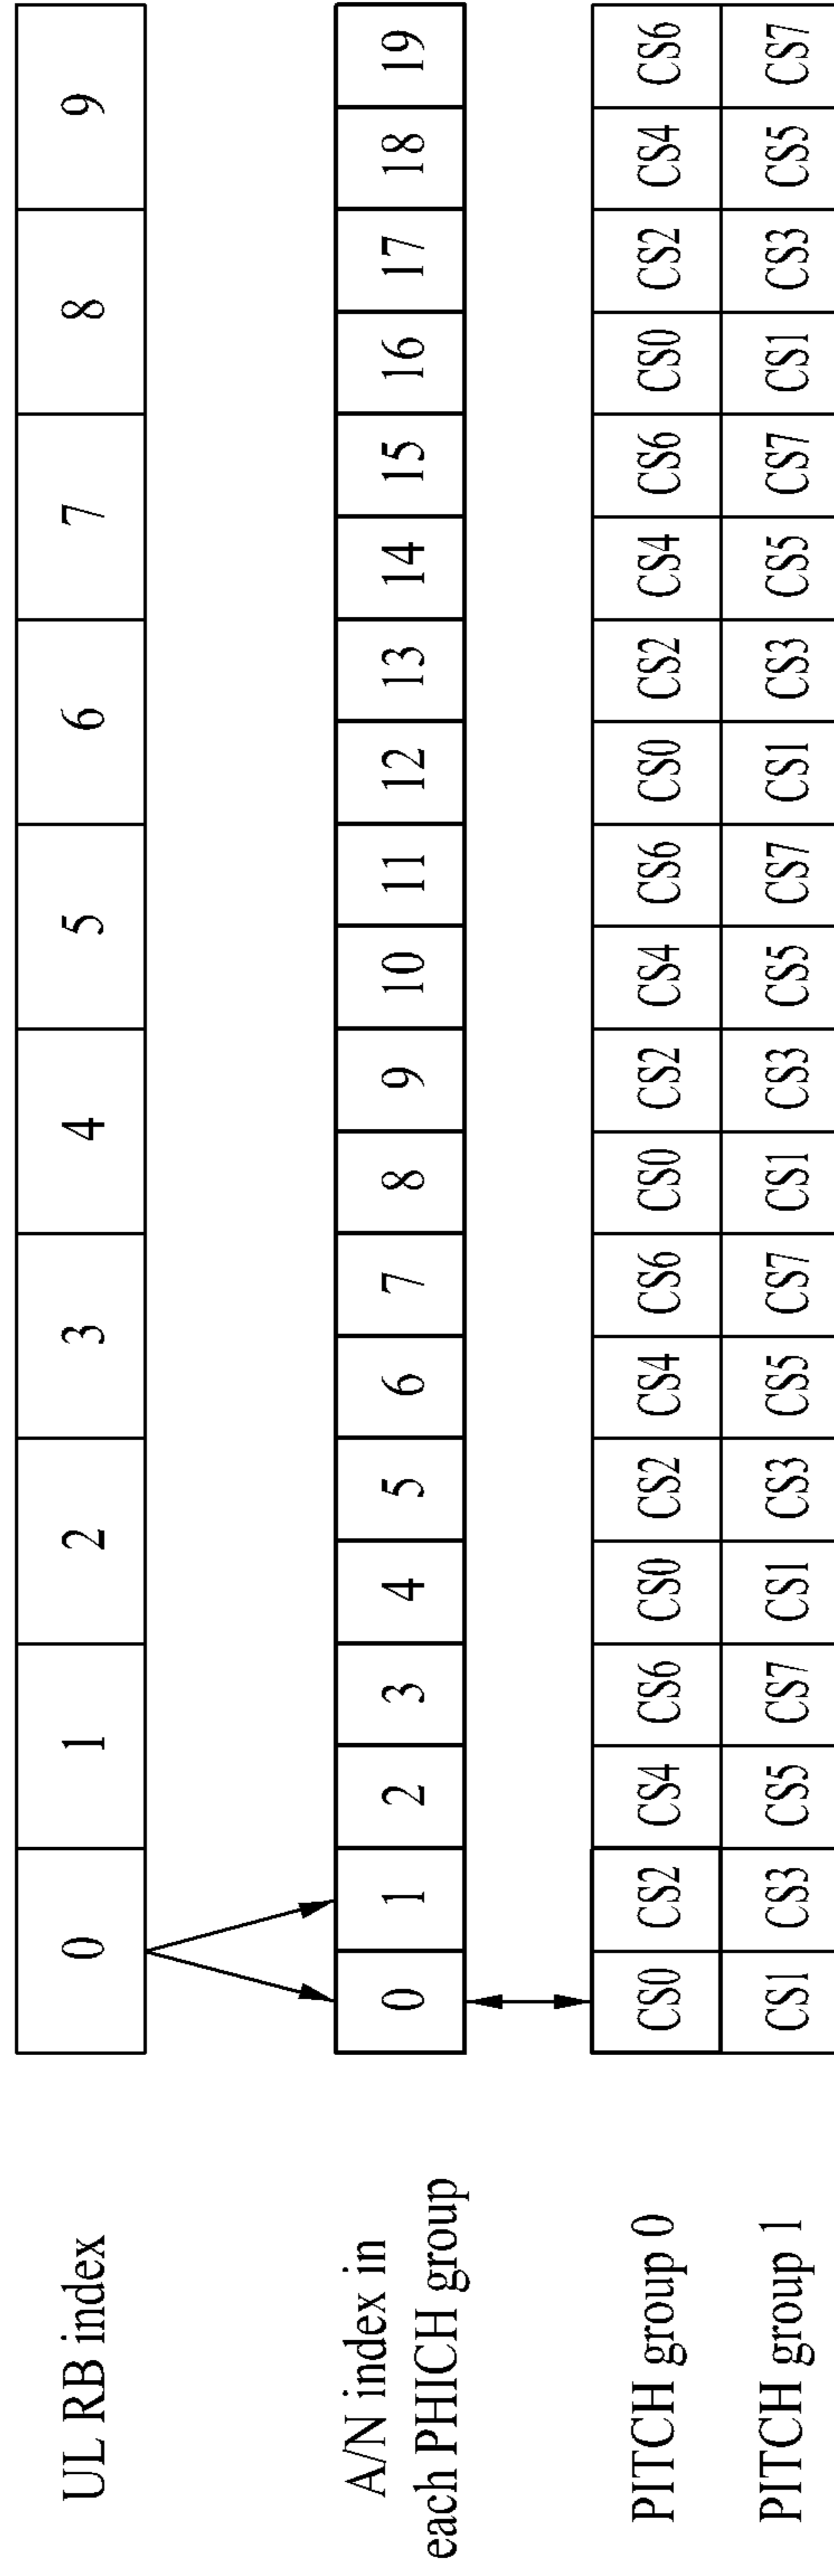 UL RB index
0 1 2 3 4 5 6 7 8 9
A/N index in
each PHICH group
0 1 2 3 4 5 6 7 8 9 10 11 12 13 14 15 16 17 18 19
PITCH group 0
CS0 CS2 CS4 CS6 CS0 CS2 CS4 CS6 CS0 CS2 CS4 CS6 CS0 CS2 CS4 CS6 CS0 CS2 CS4 CS6
PITCH group 1
CS1 CS3 CS5 CS7 CS1 CS3 CS5 CS7 CS1 CS3 CS5 CS7 CS1 CS3 CS5 CS7 CS1 CS3 CS5 CS7